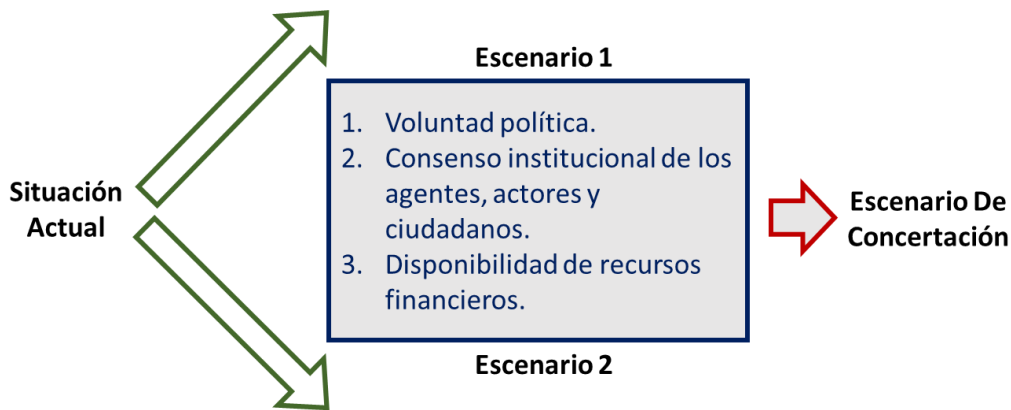 Escenario 1
1. Voluntad política.
2. Consenso institucional de los
agentes, actores y
ciudadanos.
3. Disponibilidad de recursos
financieros.
Situación
Actual
Escenario De
Concertación
Escenario 2